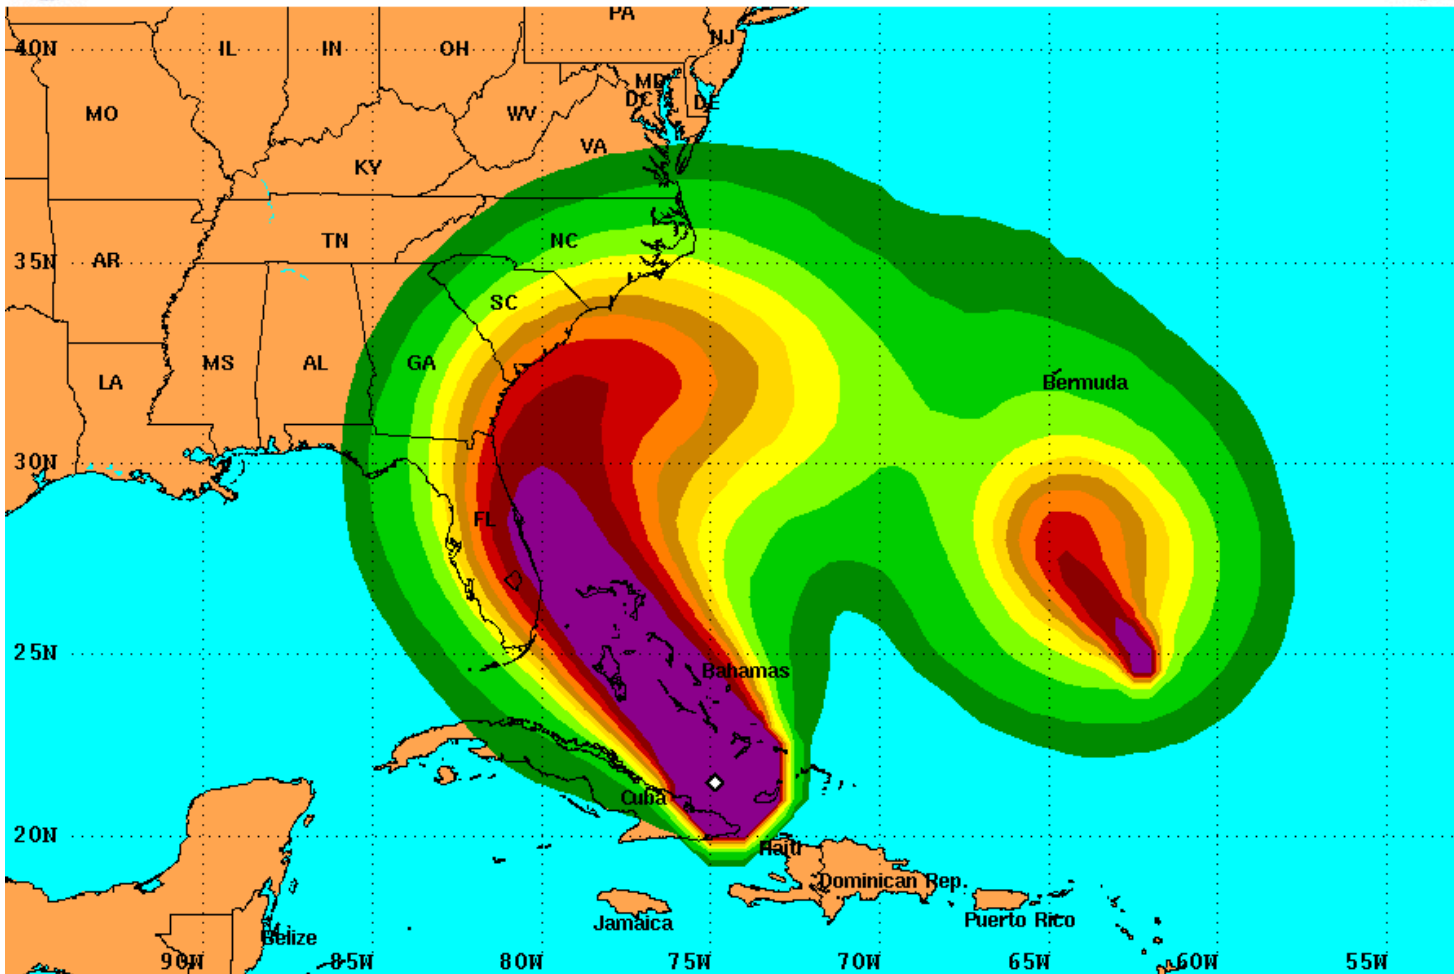 PA
40N
IL
IN
OH
NJ
MD
DC
DE
MO
WV
VA
KY
TN
NC
35N
AR
SC
MS
AL
GA
LA
Bermuda
30N
FL
25N
Bahamas
Cuba
20N
Haiti
Dominican Rep.
Jamaica
Puerto Rico
Belize
90W 85W 80W 75W 70W 65W 60W 55W